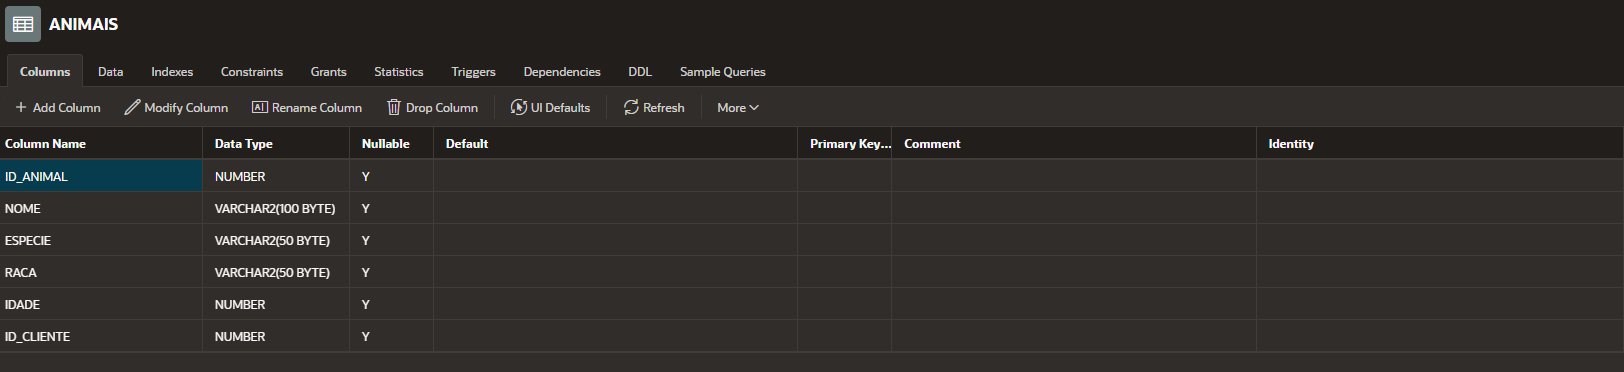 ANIMAIS
Columns Data Indexes Constraints Grants Statistics Triggers Dependencies DDL Sample Queries
Add Column Modify Column Rename Column Drop Column UI Defaults Refresh More
Column Name Data Type Nullable Default Primary Key... Comment Identity
ID_ANIMAL NUMBER Y
NOME VARCHAR2(100 BYTE) Y
ESPECIE VARCHAR2(50 BYTE) Y
RACA VARCHAR2(50 BYTE) Y
IDADE NUMBER Y
ID_CLIENTE NUMBER Y